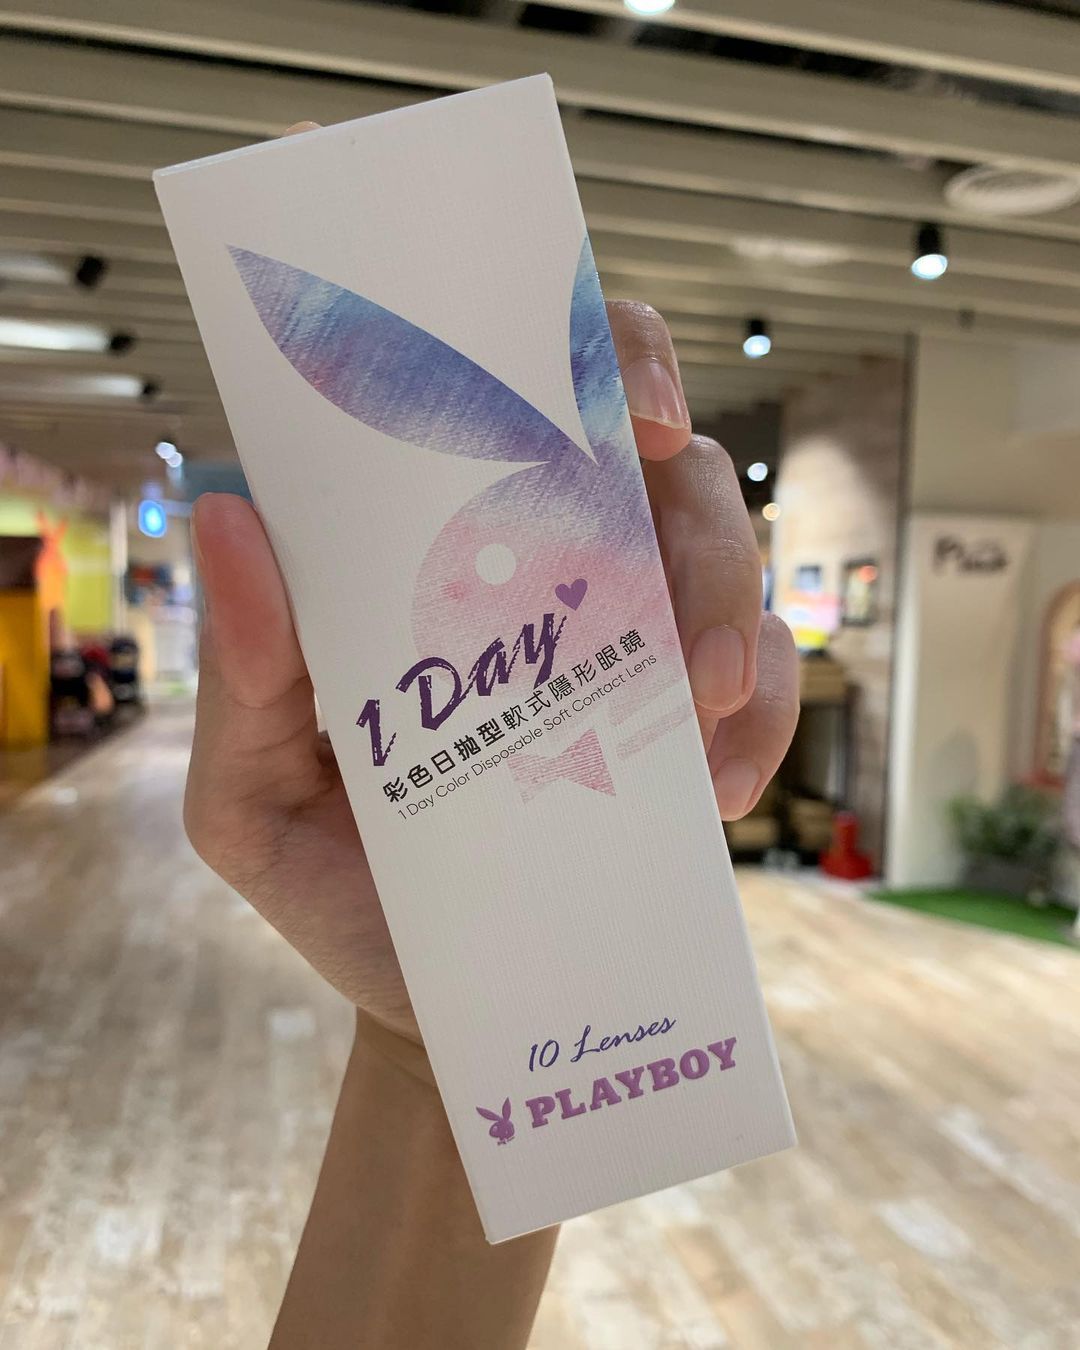 1 Day
彩色日拋型軟式隱形眼鏡
1 Day Color Disposable Soft Contact Lens
10 Lenses
PLAYBOY